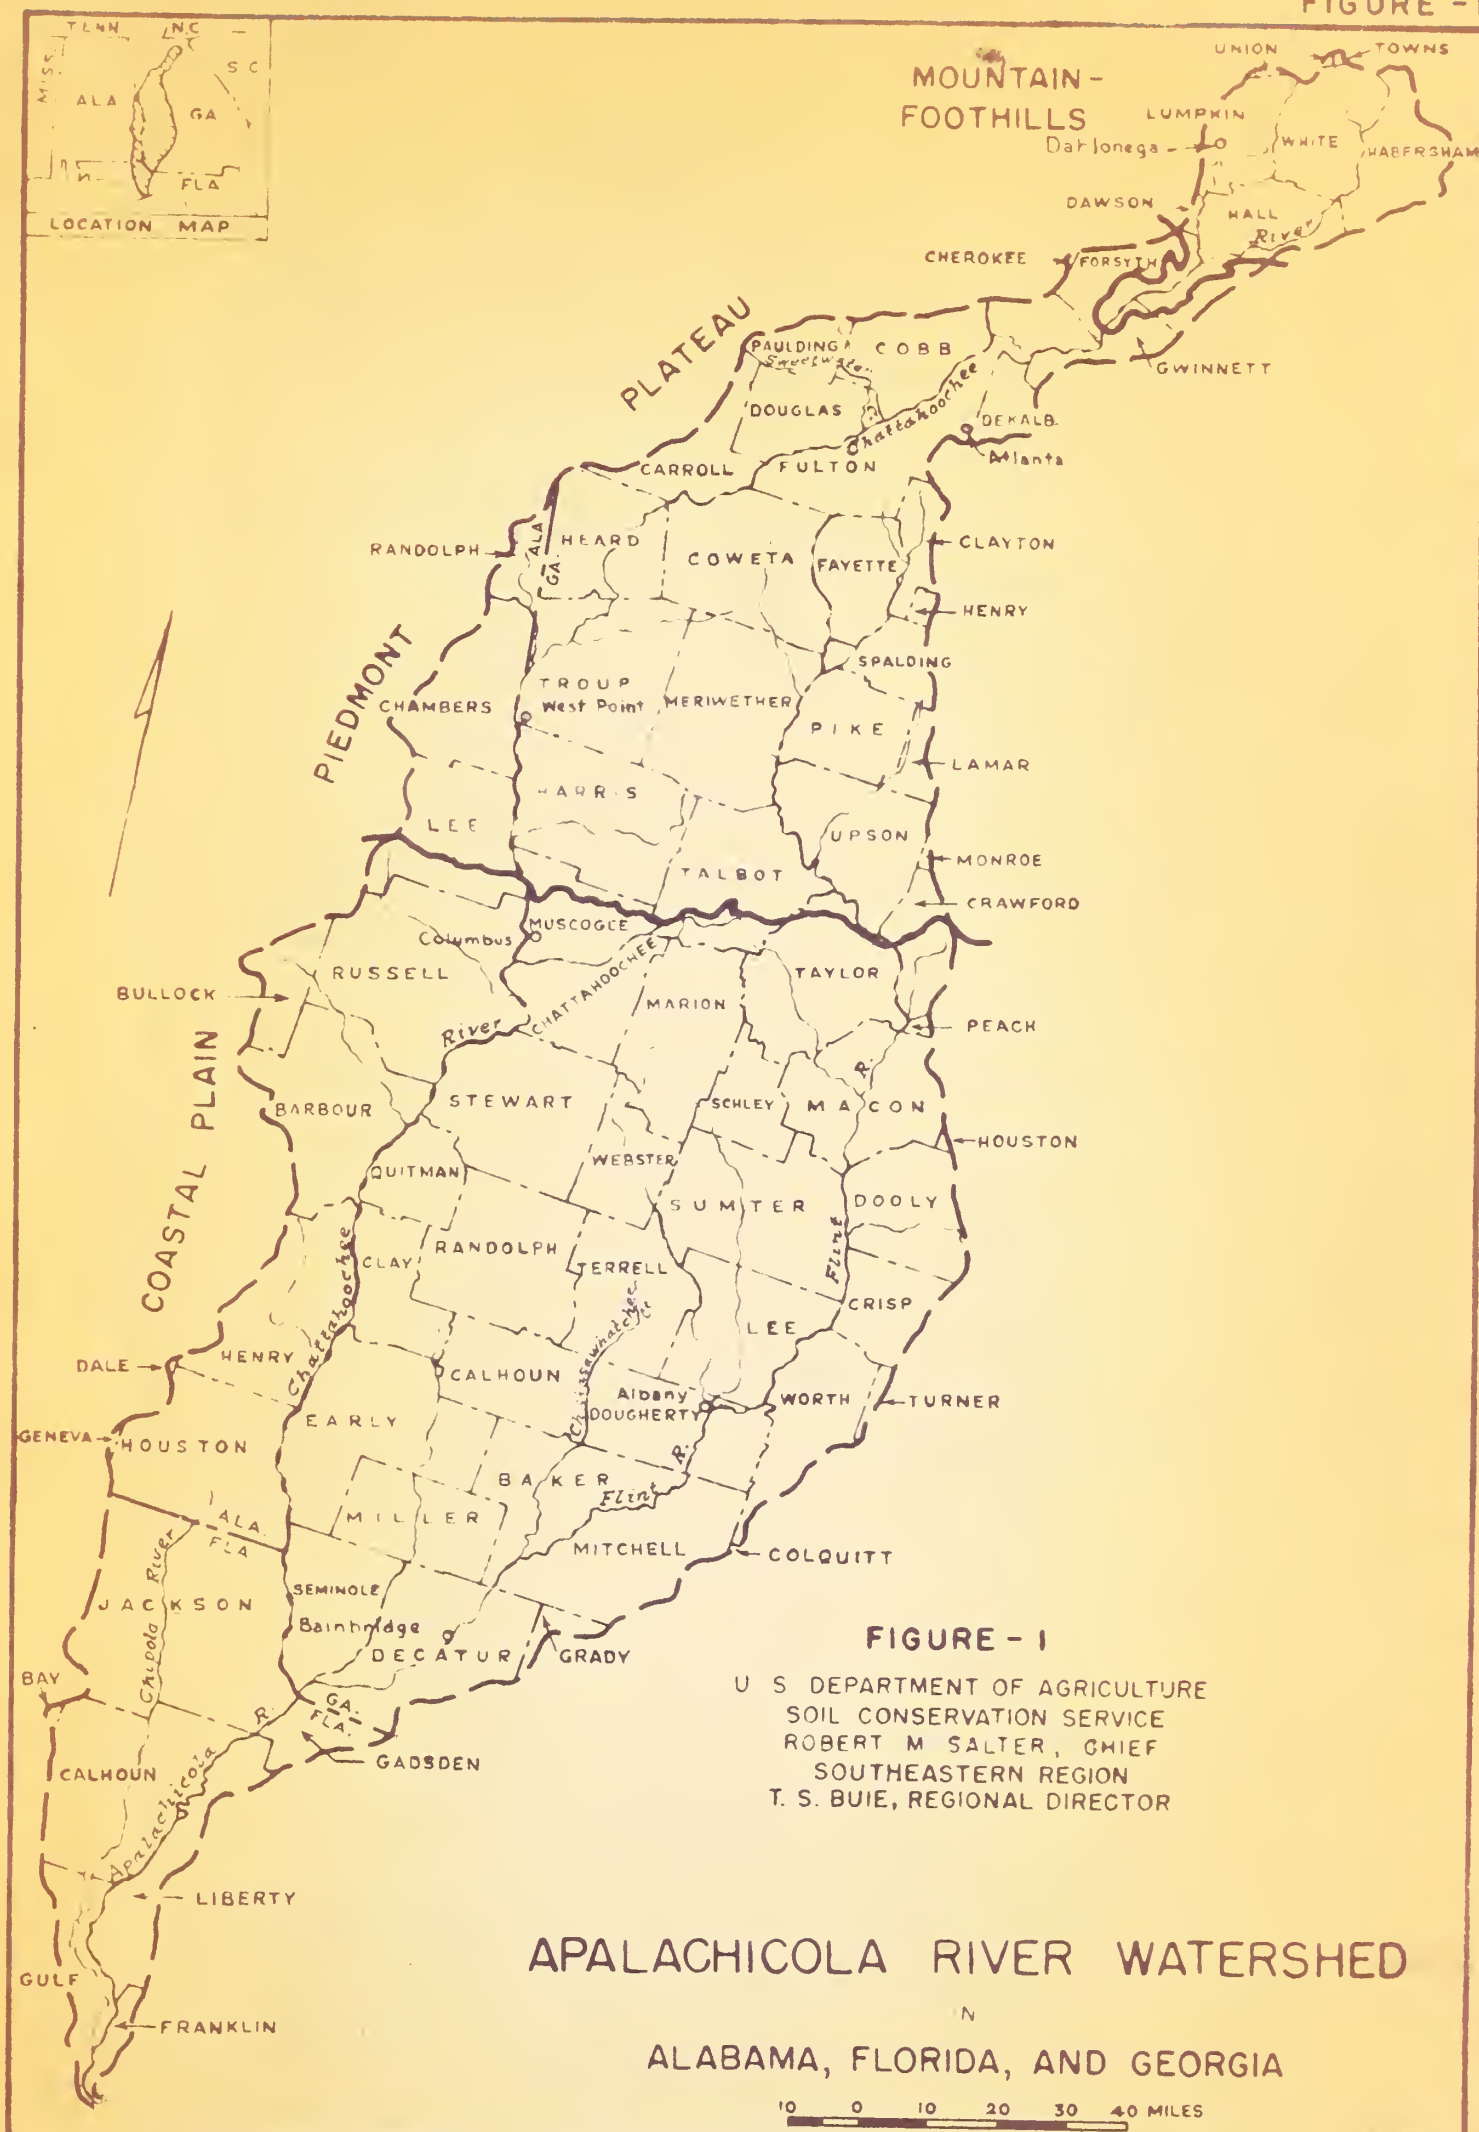 FIGURE -
TENN
N.C
MISS
S C
ALA
GA
FLA
LOCATION MAP
MOUNTAIN-
FOOTHILLS
UNION
TOWNS
LUMPKIN
Dahlonega
WHITE
HABERSHAM
DAWSON
HALL
River
CHEROKEE
FORSYTH
PLATEAU
PAULDING
COBB
Sweetwater
GWINNETT
DOUGLAS
Chattahoochee
DEKALB
Atlanta
CARROLL
FULTON
RANDOLPH
ALA
GA.
HEARD
COWETA
FAYETTE
CLAYTON
HENRY
SPALDING
PIEDMONT
CHAMBERS
TROUP
West Point
MERIWETHER
PIKE
LAMAR
HARRIS
LEE
UPSON
TALBOT
MONROE
CRAWFORD
MUSCOGEE
Columbus
RUSSELL
CHATTAHOOCHEE
TAYLOR
BULLOCK
MARION
River
PEACH
R.
COASTAL PLAIN
BARBOUR
STEWART
SCHLEY
MACON
HOUSTON
QUITMAN
WEBSTER
SUMTER
DOOLY
Flint
Chattahoochee
CLAY
RANDOLPH
TERRELL
CRISP
LEE
DALE
HENRY
Chattahoochee
CALHOUN
Albany
DOUGHERTY
WORTH
TURNER
EARLY
GENEVA
HOUSTON
R.
BAKER
Flint
MILLER
ALA.
FLA
MITCHELL
COLQUITT
Chipola River
JACKSON
SEMINOLE
Bainbridge
DECATUR
GRADY
BAY
GA.
FLA.
R.
GADSDEN
CALHOUN
Apalachicola
LIBERTY
GULF
FRANKLIN
FIGURE - 1
U S DEPARTMENT OF AGRICULTURE
SOIL CONSERVATION SERVICE
ROBERT M SALTER, CHIEF
SOUTHEASTERN REGION
T. S. BUIE, REGIONAL DIRECTOR
APALACHICOLA RIVER WATERSHED
IN
ALABAMA, FLORIDA, AND GEORGIA
10 0 10 20 30 40 MILES